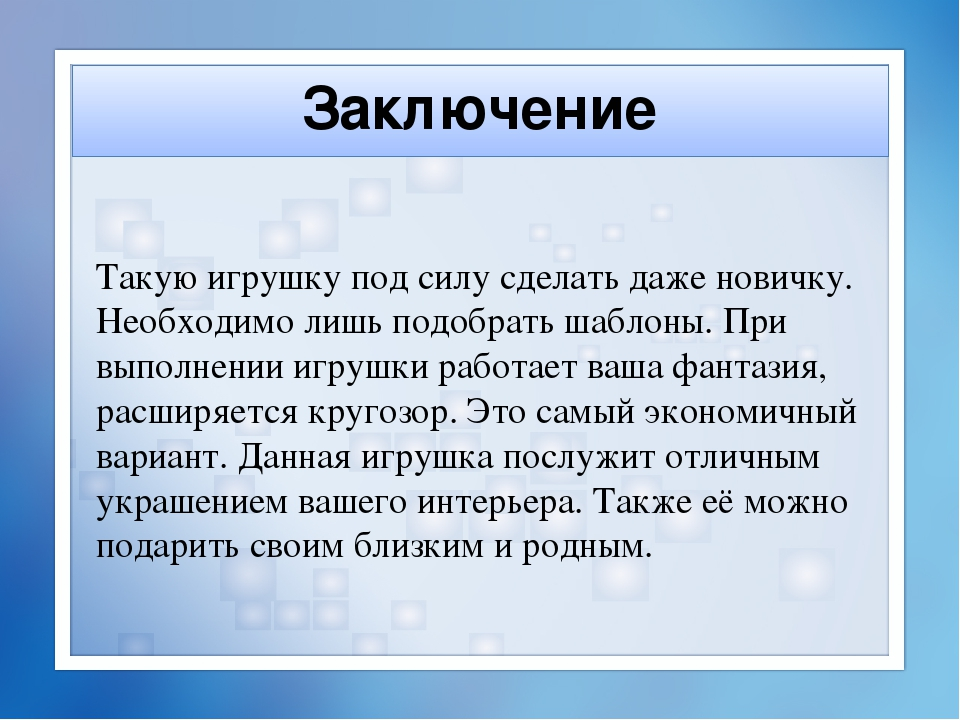 Заключение
Такую игрушку под силу сделать даже новичку.
Необходимо лишь подобрать шаблоны. При
выполнении игрушки работает ваша фантазия,
расширяется кругозор. Это самый экономичный
вариант. Данная игрушка послужит отличным
украшением вашего интерьера. Также её можно
подарить своим близким и родным.